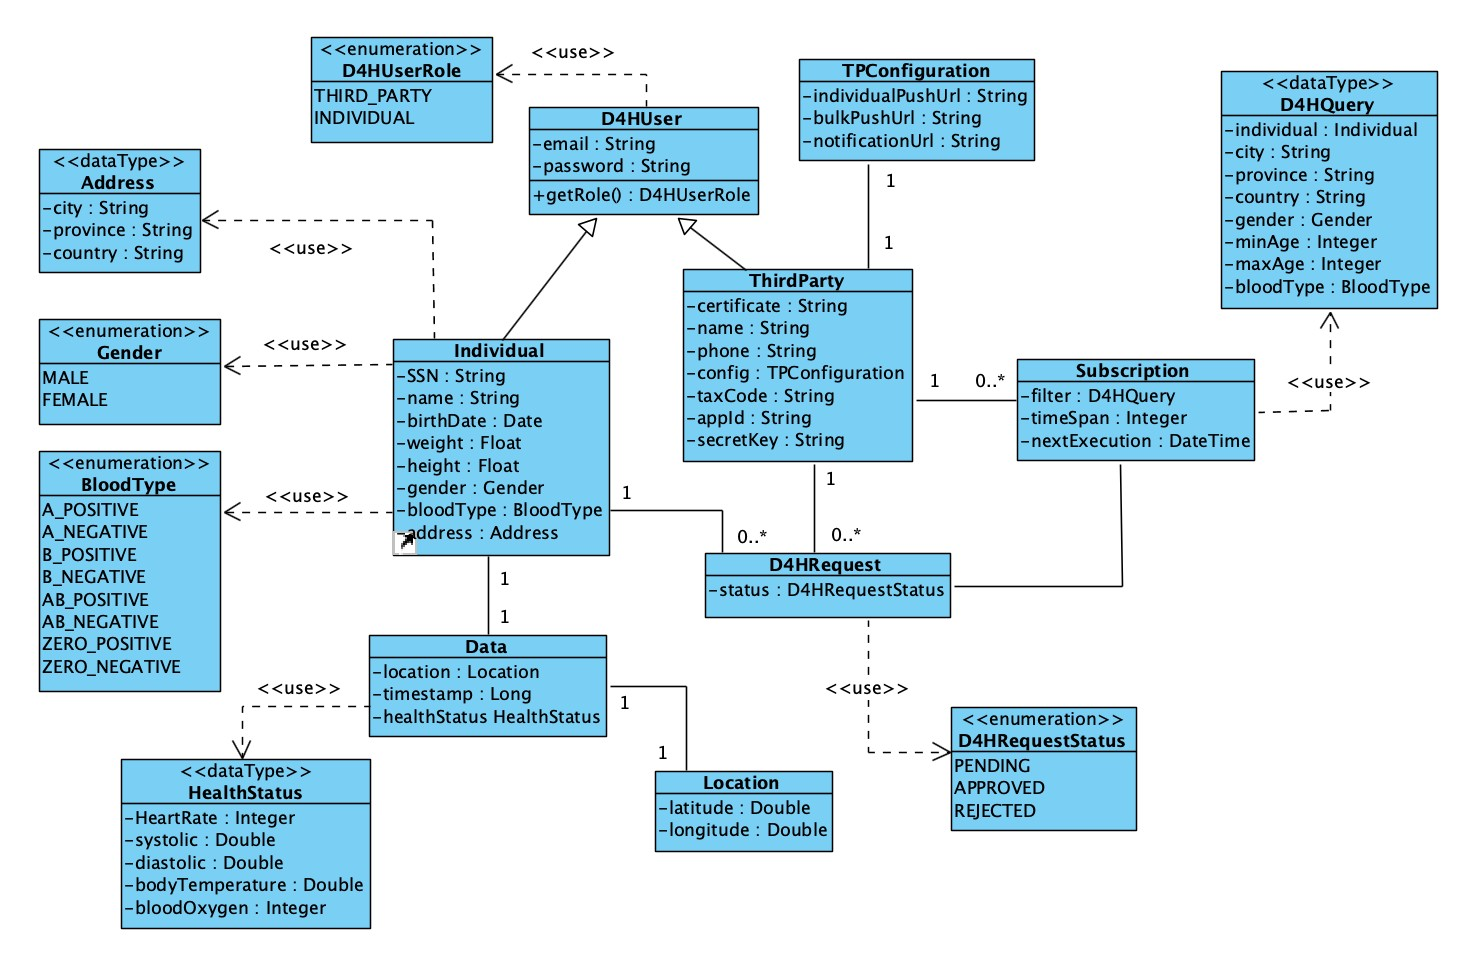 <<enumeration>>
D4HUserRole
THIRD_PARTY
INDIVIDUAL
<<use>>
D4HUser
-email : String
-password : String
+getRole() : D4HUserRole
TPConfiguration
-individualPushUrl : String
-bulkPushUrl : String
-notificationUrl : String
1
1
<<dataType>>
D4HQuery
-individual : Individual
-city : String
-province : String
-country : String
-gender : Gender
-minAge : Integer
-maxAge : Integer
-bloodType : BloodType
<<dataType>>
Address
-city : String
-province : String
-country : String
<<use>>
<<enumeration>>
Gender
MALE
FEMALE
<<use>>
<<enumeration>>
BloodType
A_POSITIVE
A_NEGATIVE
B_POSITIVE
B_NEGATIVE
AB_POSITIVE
AB_NEGATIVE
ZERO_POSITIVE
ZERO_NEGATIVE
<<use>>
Individual
-SSN : String
-name : String
-birthDate : Date
-weight : Float
-height : Float
-gender : Gender
-bloodType : BloodType
-address : Address
ThirdParty
-certificate : String
-name : String
-phone : String
-config : TPConfiguration
-taxCode : String
-appId : String
-secretKey : String
1
0..*
Subscription
-filter : D4HQuery
-timeSpan : Integer
-nextExecution : DateTime
<<use>>
1
0..*
1
0..*
D4HRequest
-status : D4HRequestStatus
1
1
Data
-location : Location
-timestamp : Long
-healthStatus HealthStatus
<<use>>
1
1
<<use>>
<<enumeration>>
D4HRequestStatus
PENDING
APPROVED
REJECTED
<<dataType>>
HealthStatus
-HeartRate : Integer
-systolic : Double
-diastolic : Double
-bodyTemperature : Double
-bloodOxygen : Integer
Location
-latitude : Double
-longitude : Double